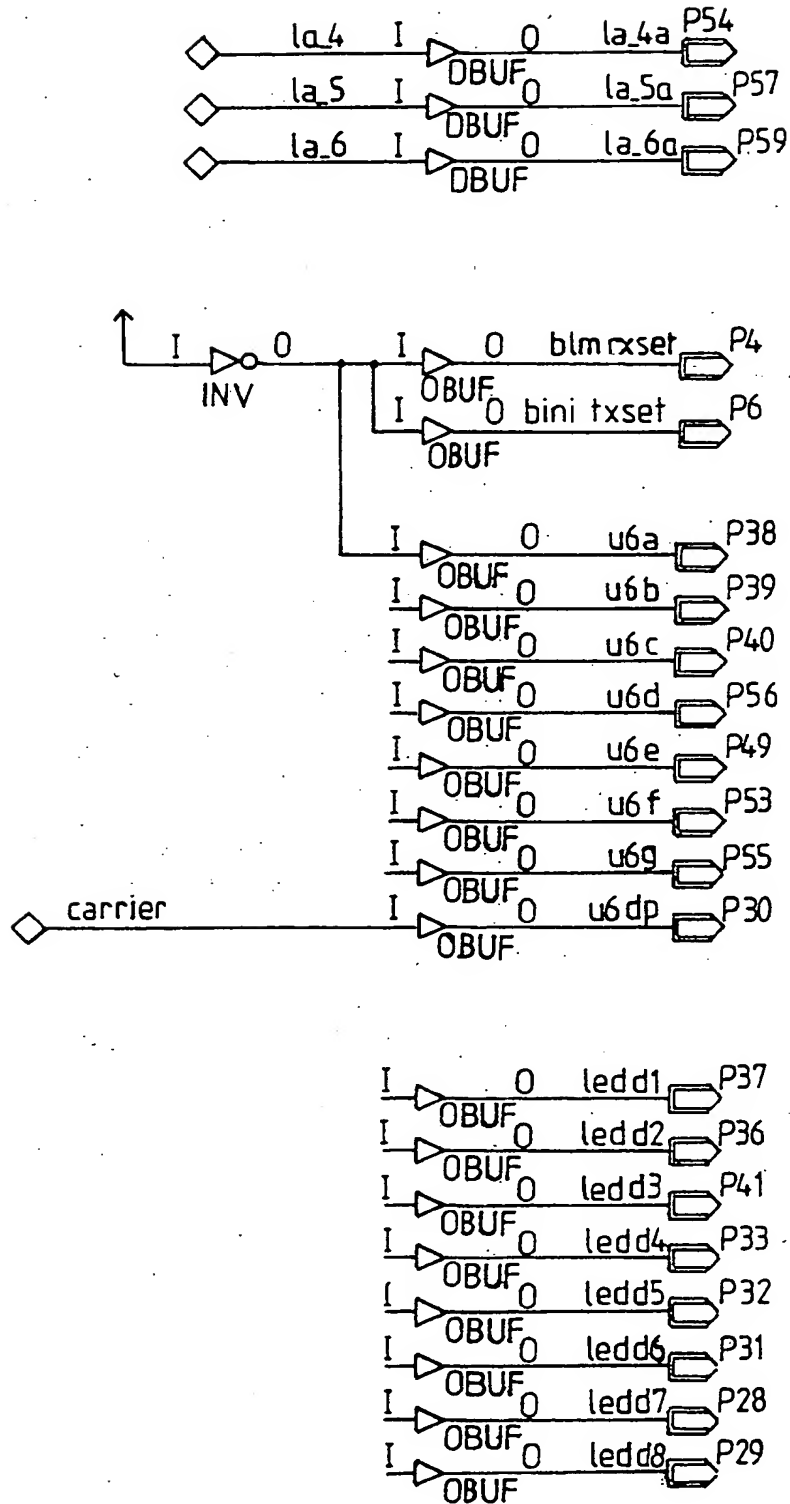 la_4 I O la_4a P54
DBUF
la_5 I O la_5a P57
DBUF
la_6 I O la_6a P59
DBUF
I O I O blmrxset P4
INV OBUF
I O bini txset P6
OBUF
I O u6a P38
OBUF
I O u6b P39
OBUF
I O u6c P40
OBUF
I O u6d P56
OBUF
I O u6e P49
OBUF
I O u6f P53
OBUF
I O u6g P55
OBUF
carrier I O u6dp P30
OBUF
I O ledd1 P37
OBUF
I O ledd2 P36
OBUF
I O ledd3 P41
OBUF
I O ledd4 P33
OBUF
I O ledd5 P32
OBUF
I O ledd6 P31
OBUF
I O ledd7 P28
OBUF
I O ledd8 P29
OBUF